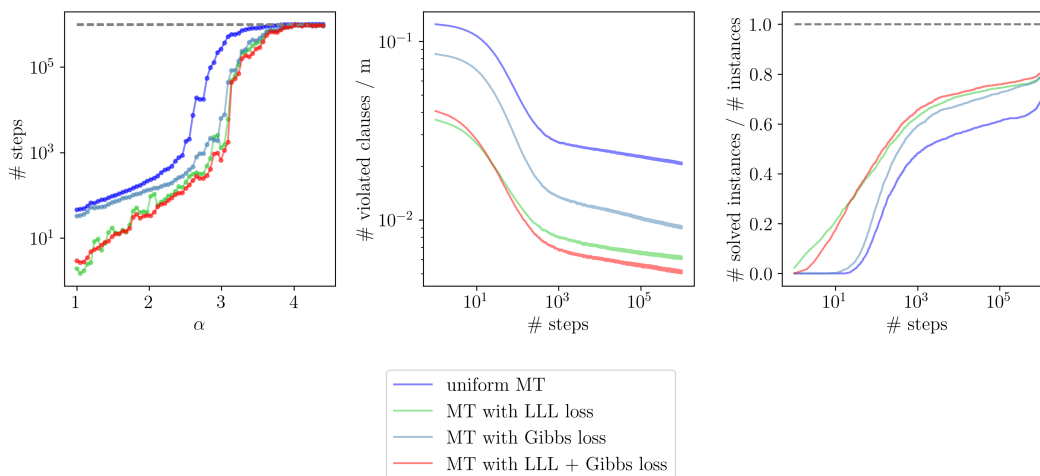 # steps
10^5
10^3
10^1
1
2
3
4
α
# violated clauses / m
10^-1
10^-2
10^1
10^3
10^5
# steps
# solved instances / # instances
1.0
0.8
0.6
0.4
0.2
0.0
10^1
10^3
10^5
# steps
uniform MT
MT with LLL loss
MT with Gibbs loss
MT with LLL + Gibbs loss